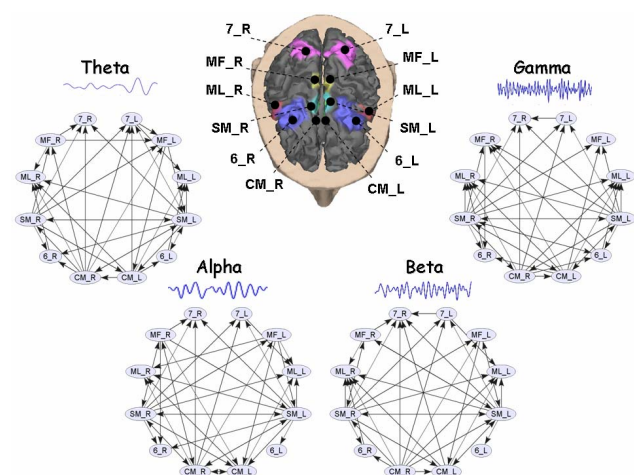 7_R
7_L
MF_R
MF_L
ML_R
ML_L
SM_R
SM_L
6_R
6_L
CM_R
CM_L
Theta
7_R
7_L
MF_R
MF_L
ML_R
ML_L
SM_R
SM_L
6_R
6_L
CM_R
CM_L
Gamma
7_R
7_L
MF_R
MF_L
ML_R
ML_L
SM_R
SM_L
6_R
6_L
CM_R
CM_L
Alpha
7_R
7_L
MF_R
MF_L
ML_R
ML_L
SM_R
SM_L
6_R
6_L
CM_R
CM_L
Beta
7_R
7_L
MF_R
MF_L
ML_R
ML_L
SM_R
SM_L
6_R
6_L
CM_R
CM_L